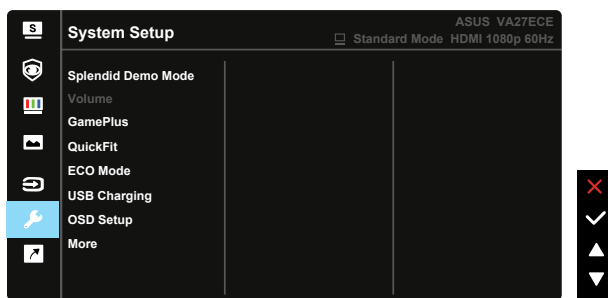 S
System Setup
ASUS VA27ECE
Standard Mode HDMI 1080p 60Hz
Splendid Demo Mode
Volume
GamePlus
QuickFit
ECO Mode
USB Charging
OSD Setup
More